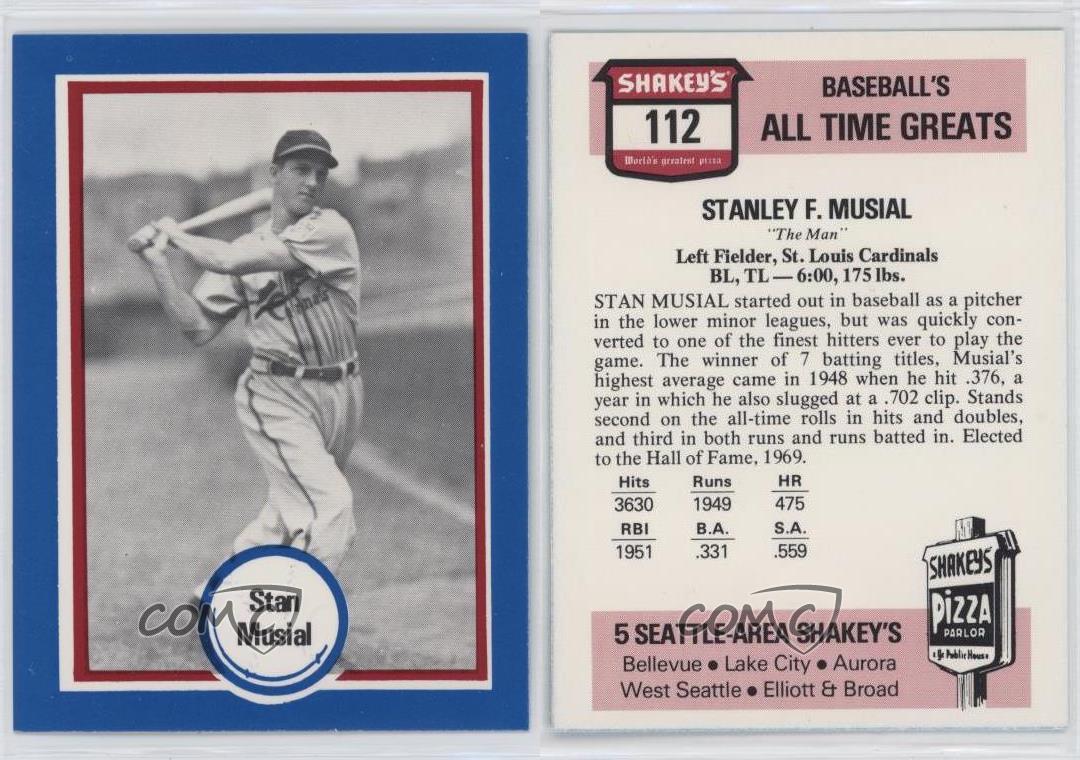 Cardinals
Stan
Musial
COMC
SHAKEY'S
112
World's greatest pizza
BASEBALL'S
ALL TIME GREATS
STANLEY F. MUSIAL
"The Man"
Left Fielder, St. Louis Cardinals
BL, TL — 6:00, 175 lbs.
STAN MUSIAL started out in baseball as a pitcher
in the lower minor leagues, but was quickly con-
verted to one of the finest hitters ever to play the
game. The winner of 7 batting titles, Musial's
highest average came in 1948 when he hit .376, a
year in which he also slugged at a .702 clip. Stands
second on the all-time rolls in hits and doubles,
and third in both runs and runs batted in. Elected
to the Hall of Fame, 1969.
Hits Runs HR
3630 1949 475
RBI B.A. S.A.
1951 .331 .559
SHAKEY'S
PIZZA
PARLOR
& Ye Public House
COMC
5 SEATTLE-AREA SHAKEY'S
Bellevue • Lake City • Aurora
West Seattle • Elliott & Broad